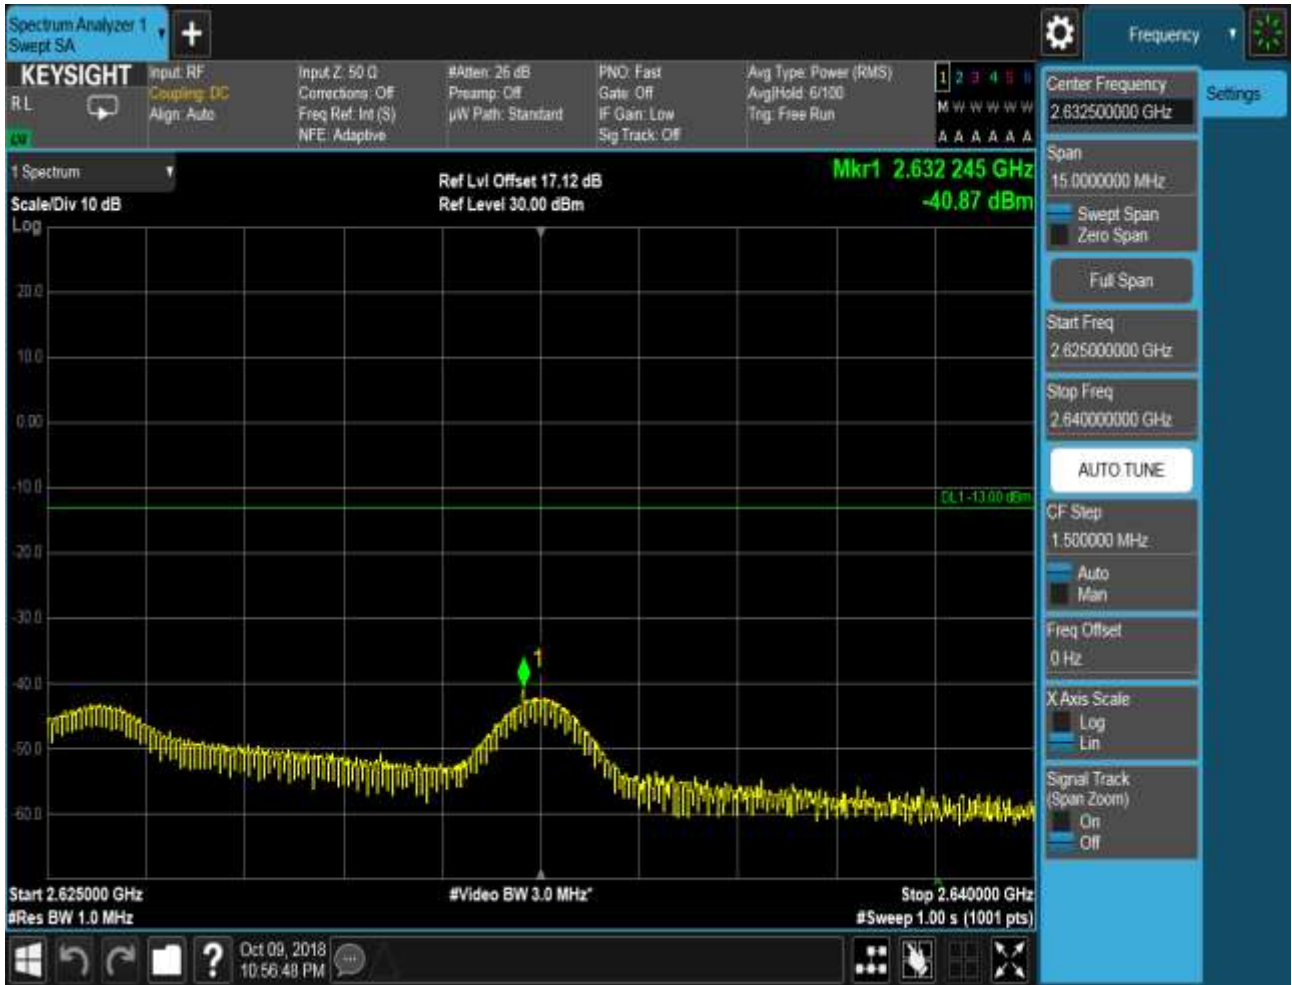 Spectrum Analyzer 1
Swept SA
+
Frequency
KEYSIGHT
R L
Input: RF
Coupling: DC
Align: Auto
Input Z: 50 Ω
Corrections: Off
Freq Ref: Int (S)
NFE: Adaptive
#Atten: 26 dB
Preamp: Off
µW Path: Standard
PNO: Fast
Gate: Off
IF Gain: Low
Sig Track: Off
Avg Type: Power (RMS)
Avg|Hold: 6/100
Trig: Free Run
1 2 3 4 5 6
M W W W W W
A A A A A A
1 Spectrum
Scale/Div 10 dB
Ref Lvl Offset 17.12 dB
Ref Level 30.00 dBm
Mkr1 2.632 245 GHz
-40.87 dBm
Log
20.0
10.0
0.00
-10.0
DL1 -13.00 dBm
-20.0
-30.0
1
-40.0
-50.0
-60.0
Start 2.625000 GHz
#Video BW 3.0 MHz*
Stop 2.640000 GHz
#Res BW 1.0 MHz
#Sweep 1.00 s (1001 pts)
?
Oct 09, 2018
10:56:48 PM
Center Frequency
2.632500000 GHz
Settings
Span
15.0000000 MHz
Swept Span
Zero Span
Full Span
Start Freq
2.625000000 GHz
Stop Freq
2.640000000 GHz
AUTO TUNE
CF Step
1.500000 MHz
Auto
Man
Freq Offset
0 Hz
X Axis Scale
Log
Lin
Signal Track
(Span Zoom)
On
Off